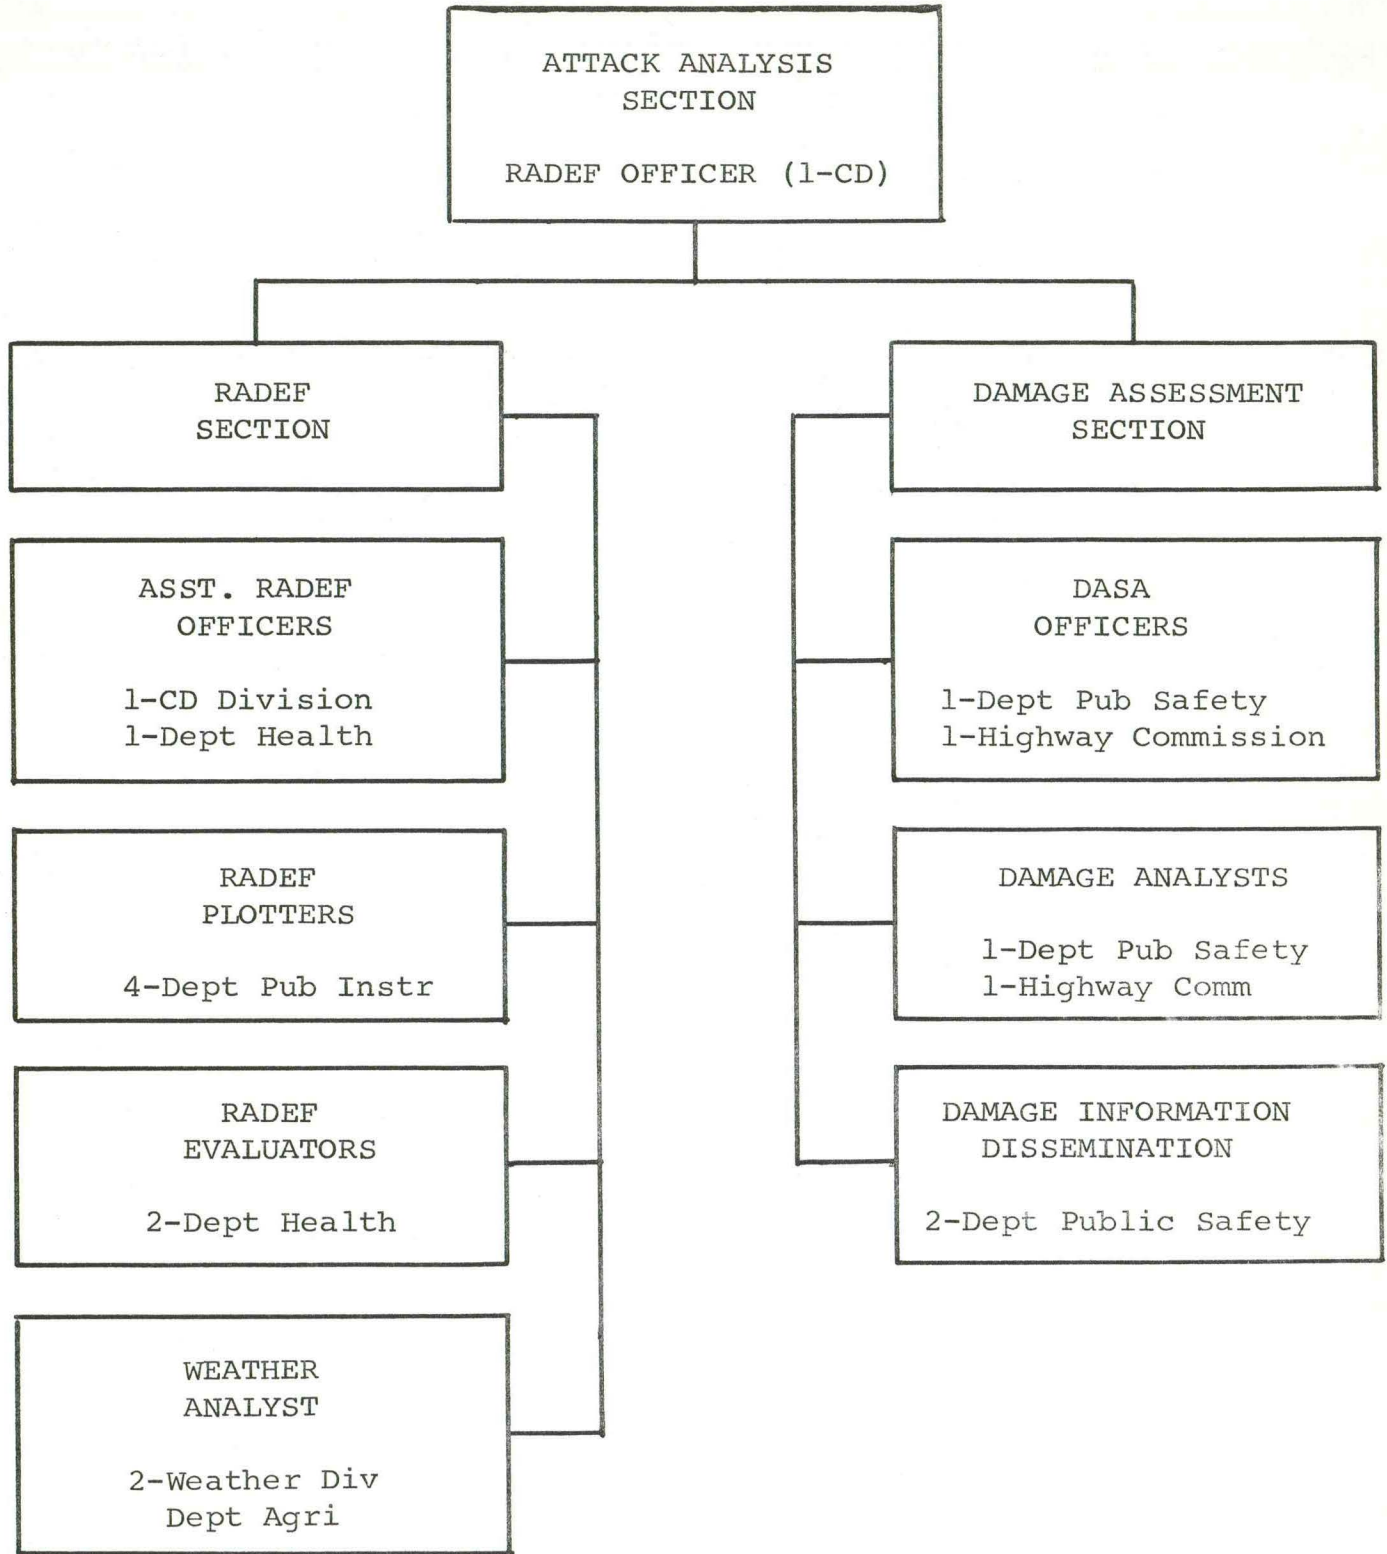 ATTACK ANALYSIS
SECTION
RADEF OFFICER (1-CD)
RADEF
SECTION
ASST. RADEF
OFFICERS
1-CD Division
1-Dept Health
RADEF
PLOTTERS
4-Dept Pub Instr
RADEF
EVALUATORS
2-Dept Health
WEATHER
ANALYST
2-Weather Div
Dept Agri
DAMAGE ASSESSMENT
SECTION
DASA
OFFICERS
1-Dept Pub Safety
1-Highway Commission
DAMAGE ANALYSTS
1-Dept Pub Safety
1-Highway Comm
DAMAGE INFORMATION
DISSEMINATION
2-Dept Public Safety